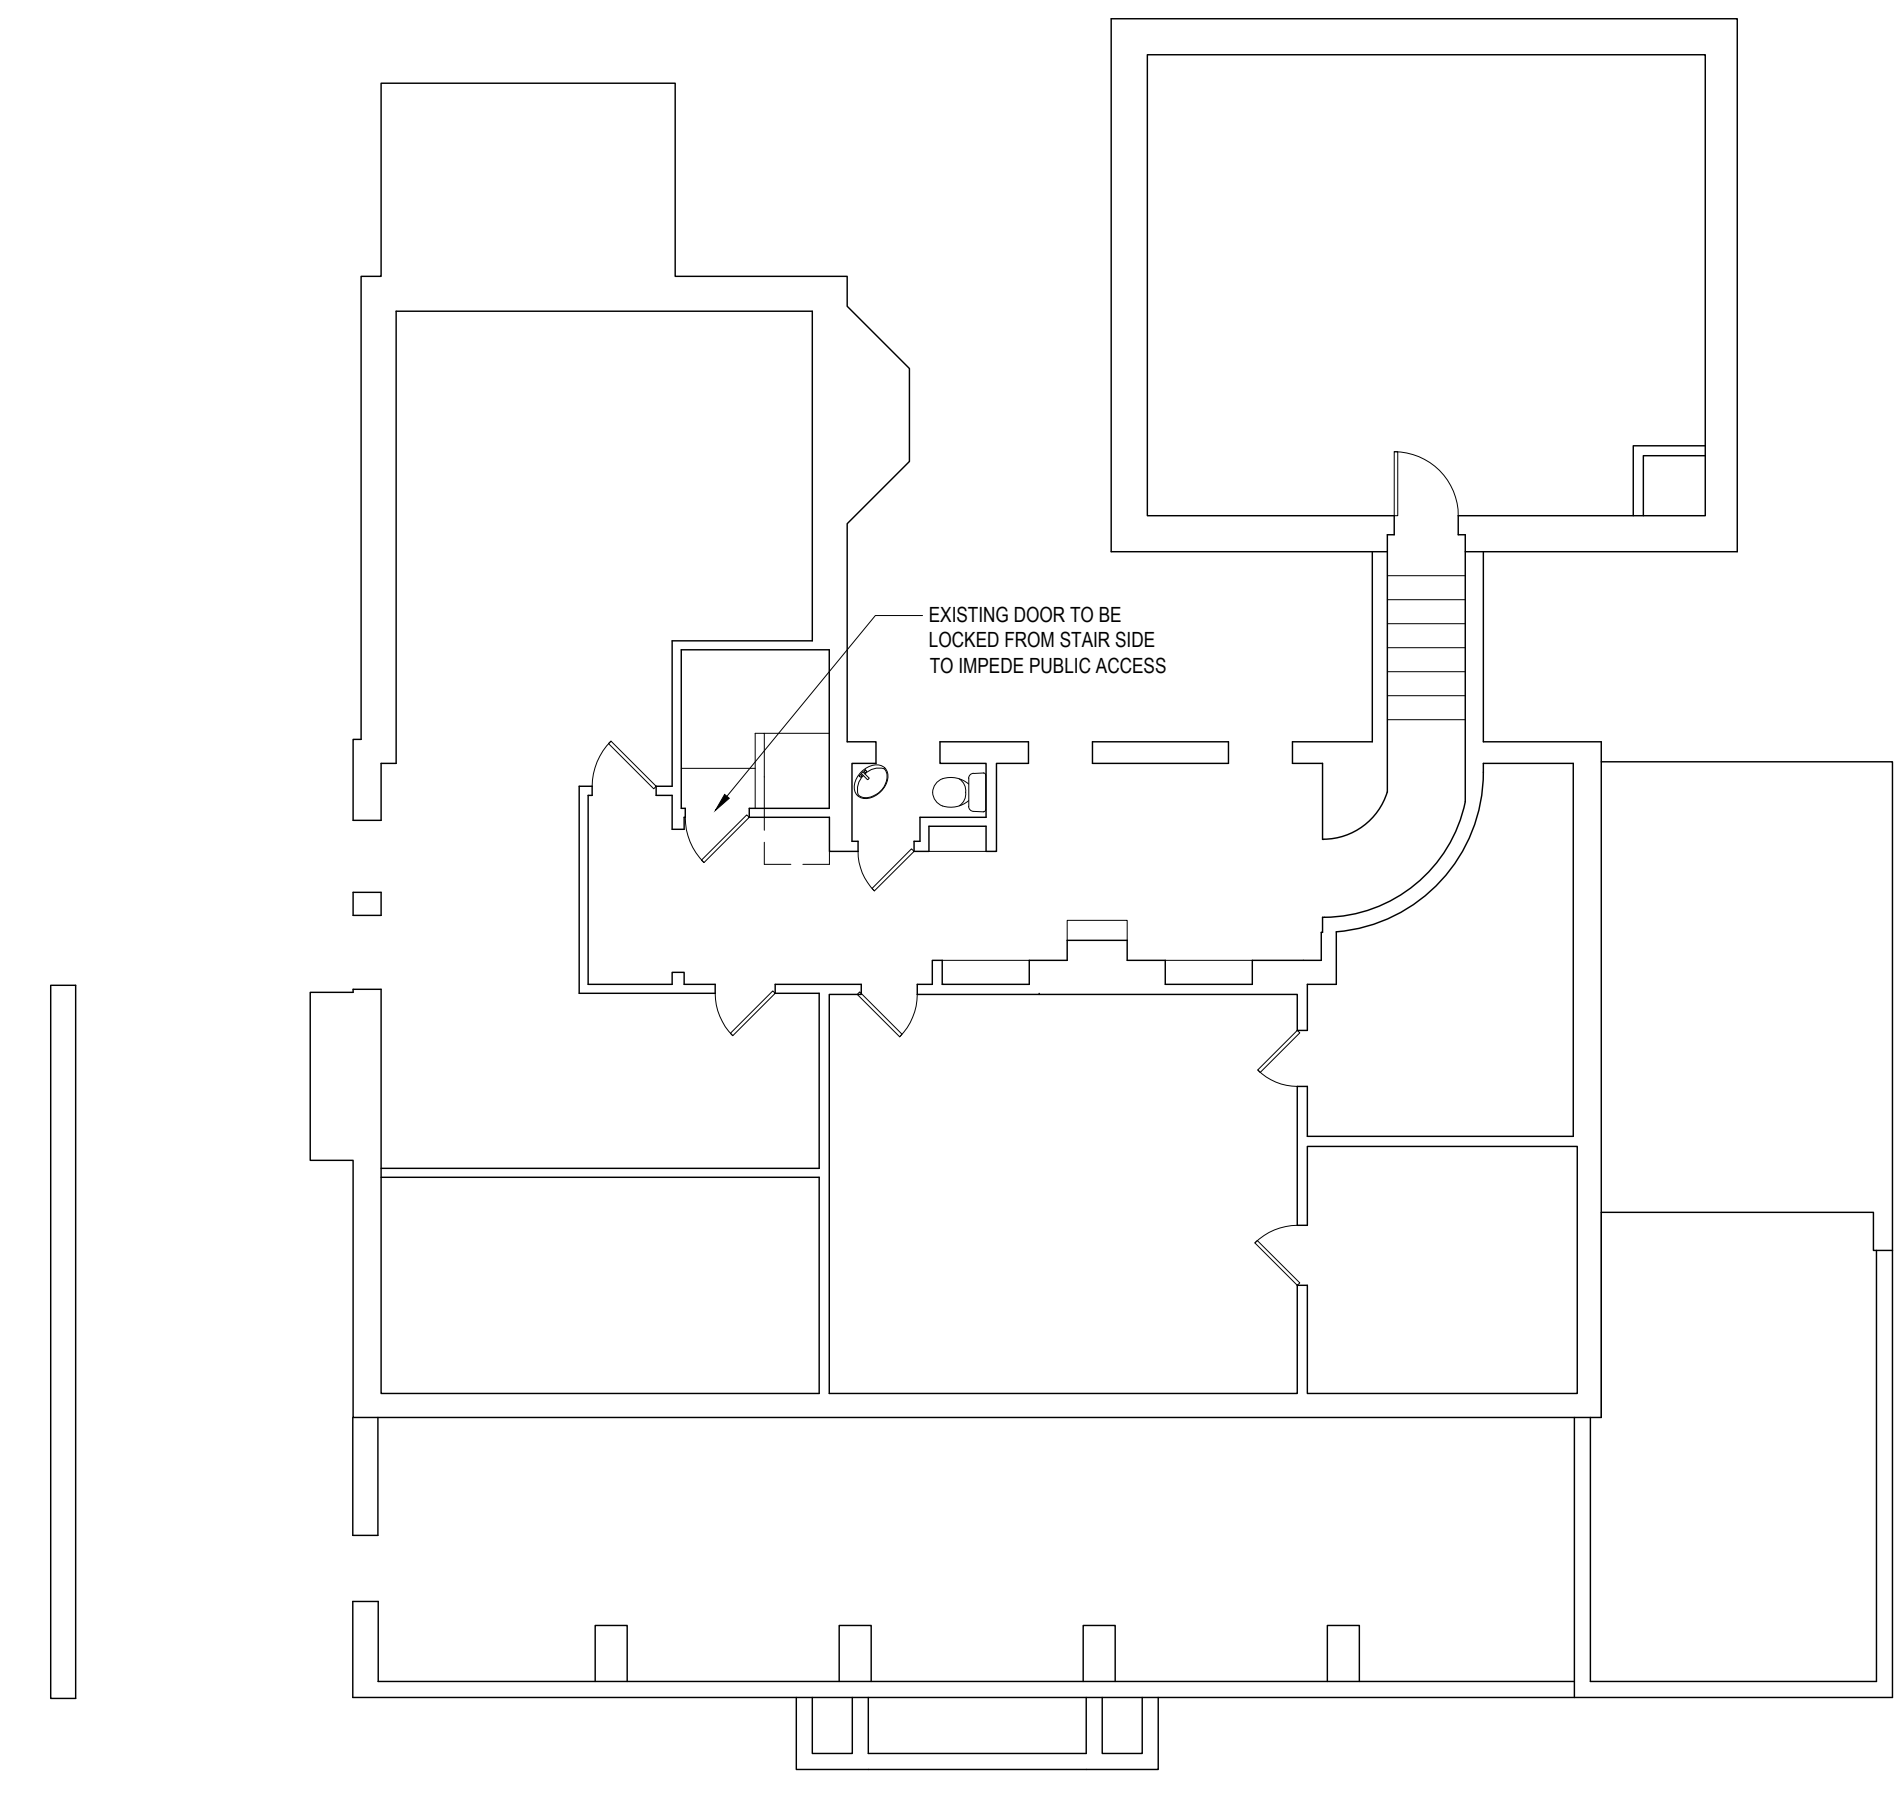 EXISTING DOOR TO BE
LOCKED FROM STAIR SIDE
TO IMPEDE PUBLIC ACCESS